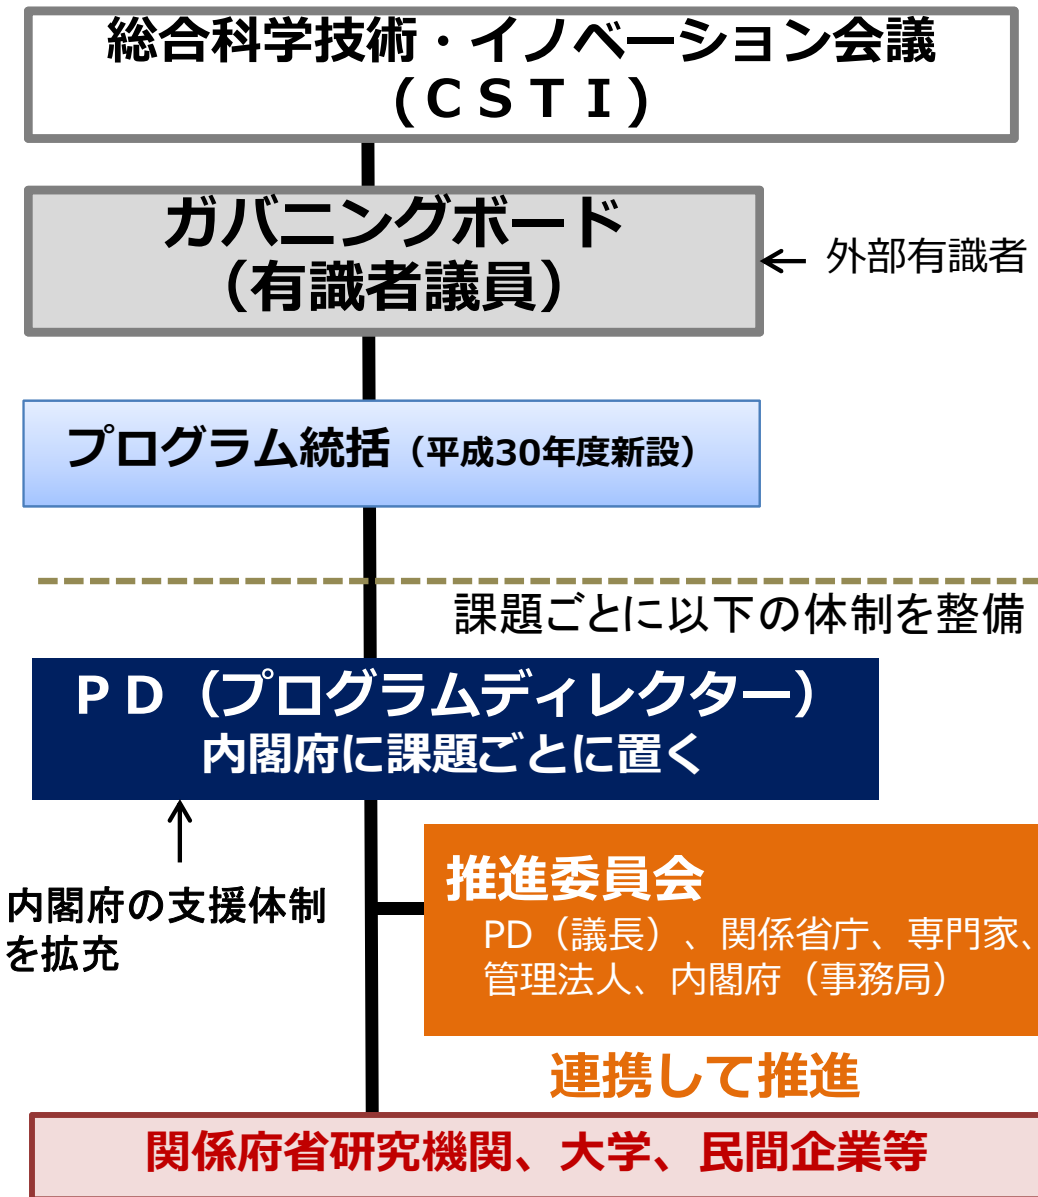 総合科学技術・イノベーション会議
（ＣＳＴＩ）
ガバニングボード
（有識者議員）
外部有識者
プログラム統括（平成30年度新設）
課題ごとに以下の体制を整備
ＰＤ（プログラムディレクター）
内閣府に課題ごとに置く
推進委員会
PD（議長）、関係省庁、専門家、
管理法人、内閣府（事務局）
内閣府の支援体制
を拡充
連携して推進
関係府省研究機関、大学、民間企業等